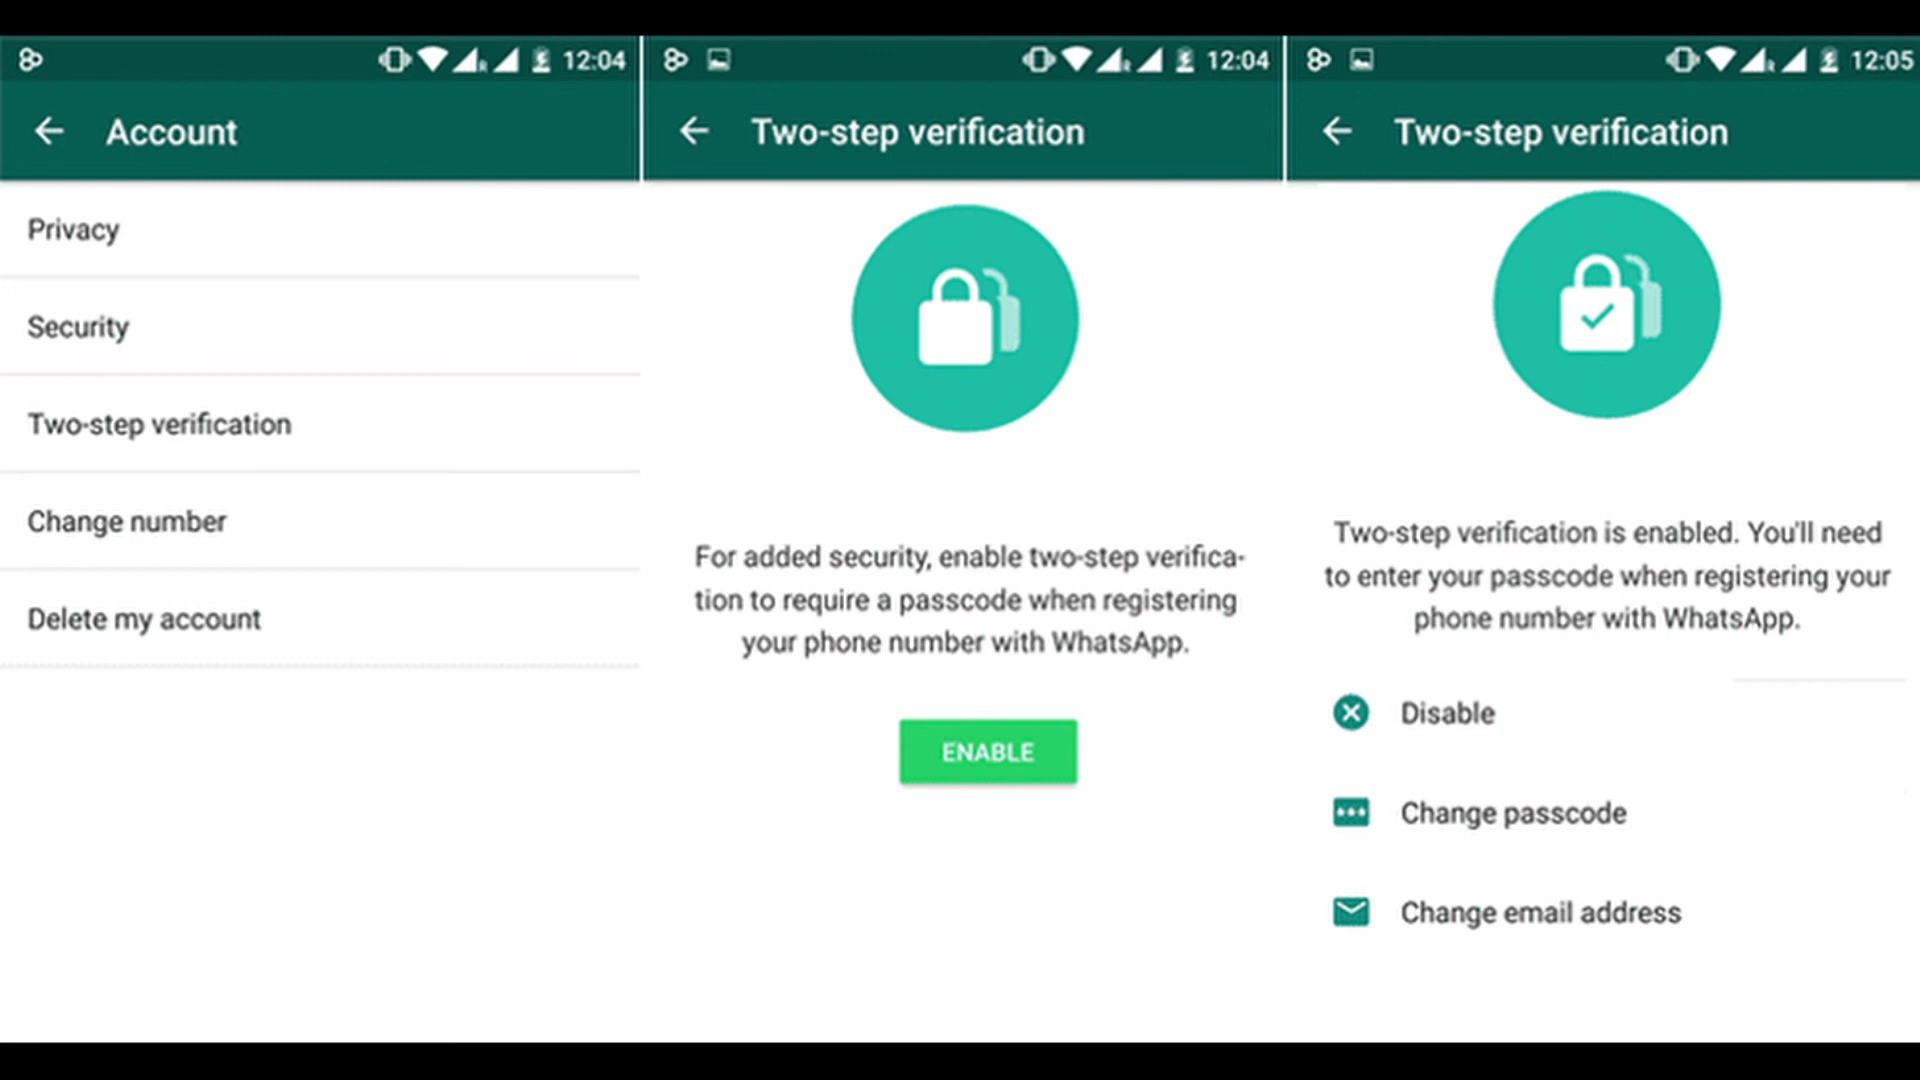 12:04
Account
Privacy
Security
Two-step verification
Change number
Delete my account
12:04
Two-step verification
For added security, enable two-step verifica-
tion to require a passcode when registering
your phone number with WhatsApp.
ENABLE
12:05
Two-step verification
Two-step verification is enabled. You'll need
to enter your passcode when registering your
phone number with WhatsApp.
Disable
Change passcode
Change email address